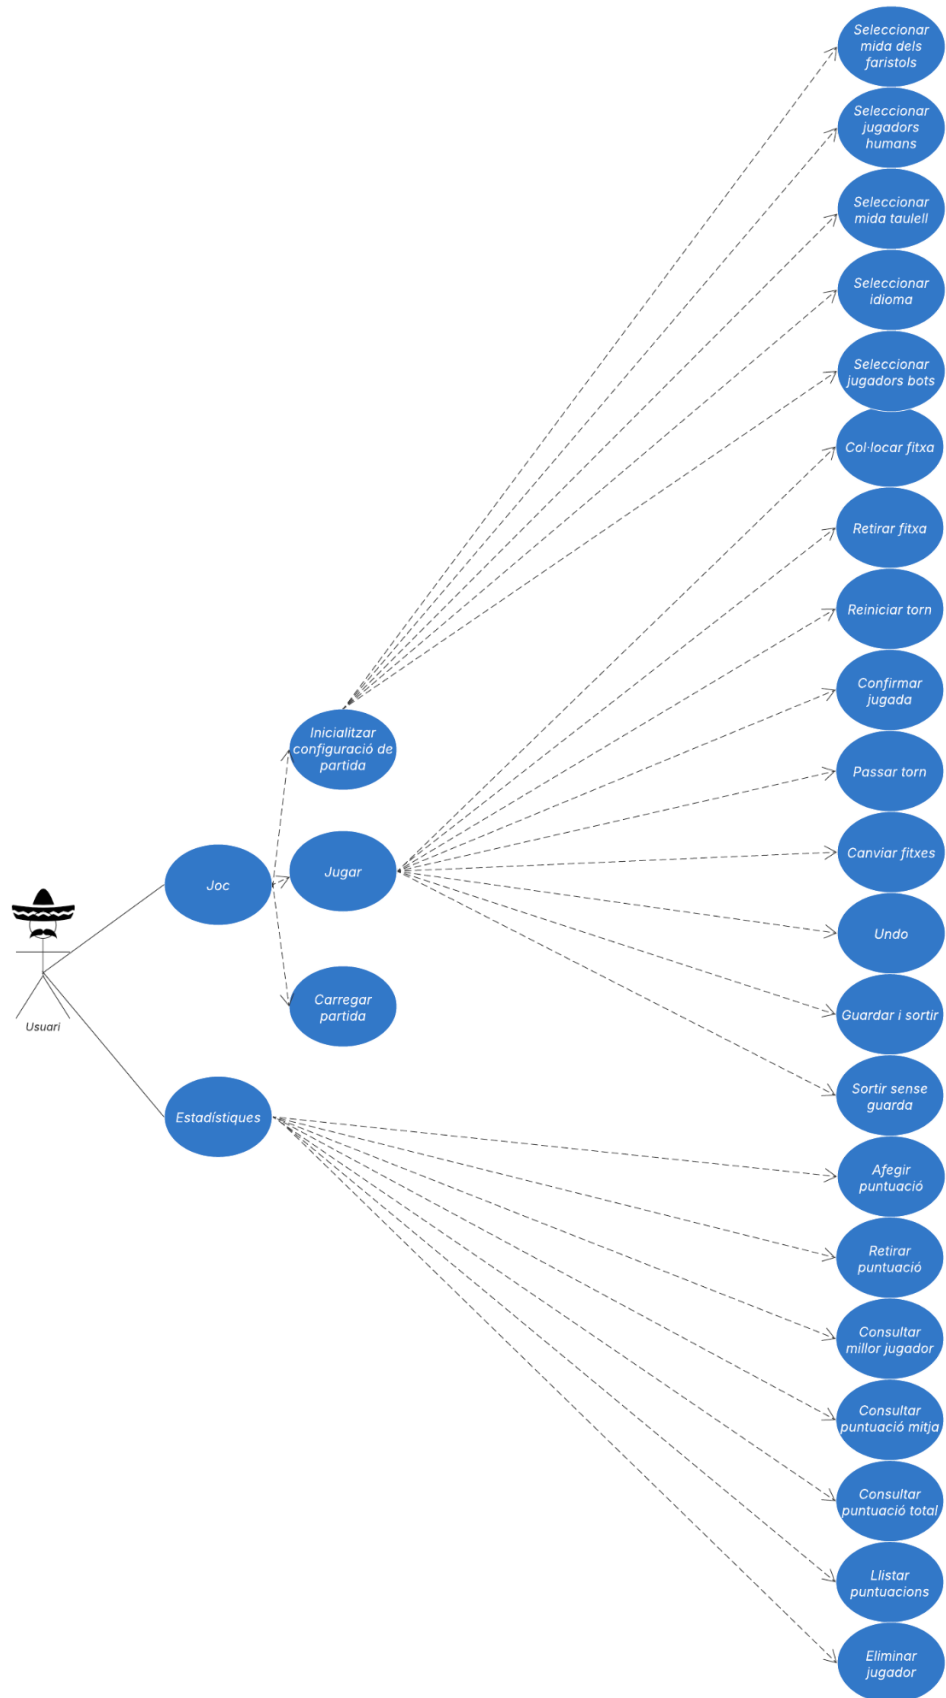 Seleccionar
mida dels
faristols
Seleccionar
jugadors
humans
Seleccionar
mida taulell
Seleccionar
idioma
Seleccionar
jugadors bots
Col·locar fitxa
Retirar fitxa
Reiniciar torn
Confirmar
jugada
Inicialitzar
configuració de
partida
Passar torn
Canviar fitxes
Jugar
Joc
Undo
Carregar
partida
Guardar i sortir
Usuari
Sortir sense
guarda
Estadístiques
Afegir
puntuació
Retirar
puntuació
Consultar
millor jugador
Consultar
puntuació mitja
Consultar
puntuació total
Llistar
puntuacions
Eliminar
jugador